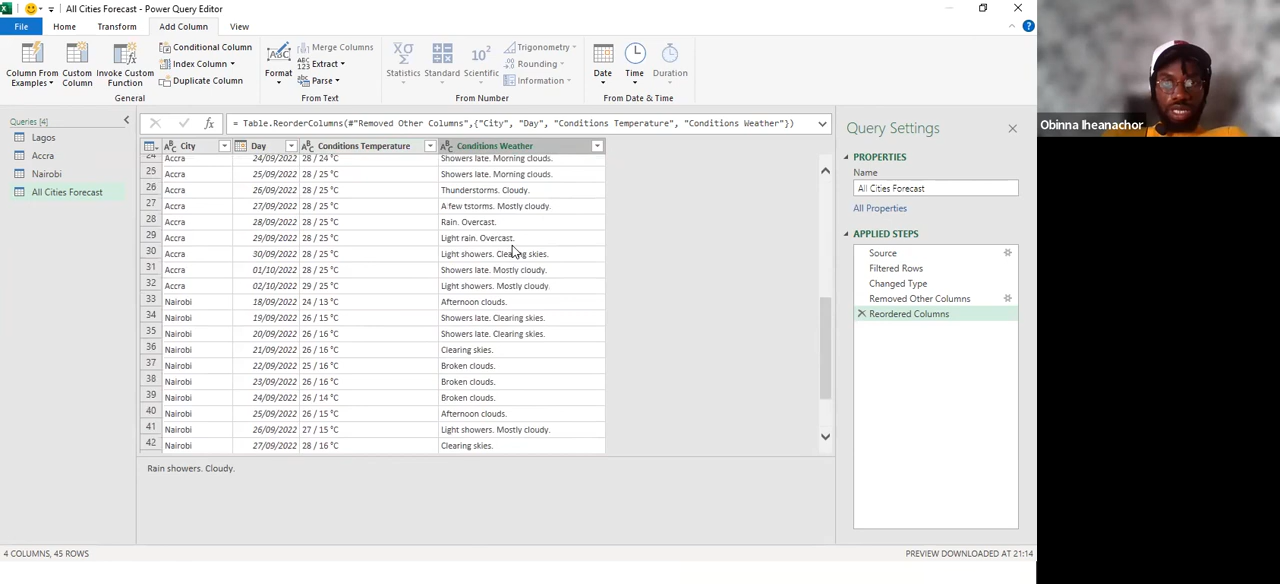 All Cities Forecast - Power Query Editor
File Home Transform Add Column View
Column From Examples
Custom Column
Invoke Custom Function
Conditional Column
Index Column
Duplicate Column
General
Format
Merge Columns
Extract
Parse
From Text
Statistics
Standard
Scientific
Trigonometry
Rounding
Information
From Number
Date
Time
Duration
From Date & Time
Queries [4]
Lagos
Accra
Nairobi
All Cities Forecast
= Table.ReorderColumns(#"Removed Other Columns",{"City", "Day", "Conditions Temperature", "Conditions Weather"})
City Day Conditions Temperature Conditions Weather
24 Accra 24/09/2022 28 / 24 °C Showers late. Morning clouds.
25 Accra 25/09/2022 28 / 25 °C Showers late. Morning clouds.
26 Accra 26/09/2022 28 / 25 °C Thunderstorms. Cloudy.
27 Accra 27/09/2022 28 / 25 °C A few tstorms. Mostly cloudy.
28 Accra 28/09/2022 28 / 25 °C Rain. Overcast.
29 Accra 29/09/2022 28 / 25 °C Light rain. Overcast.
30 Accra 30/09/2022 28 / 25 °C Light showers. Clearing skies.
31 Accra 01/10/2022 28 / 25 °C Showers late. Mostly cloudy.
32 Accra 02/10/2022 29 / 25 °C Light showers. Mostly cloudy.
33 Nairobi 18/09/2022 24 / 13 °C Afternoon clouds.
34 Nairobi 19/09/2022 26 / 15 °C Showers late. Clearing skies.
35 Nairobi 20/09/2022 26 / 15 °C Showers late. Clearing skies.
36 Nairobi 21/09/2022 26 / 16 °C Clearing skies.
37 Nairobi 22/09/2022 25 / 16 °C Broken clouds.
38 Nairobi 23/09/2022 26 / 16 °C Broken clouds.
39 Nairobi 24/09/2022 26 / 14 °C Broken clouds.
40 Nairobi 25/09/2022 26 / 15 °C Afternoon clouds.
41 Nairobi 26/09/2022 27 / 15 °C Light showers. Mostly cloudy.
42 Nairobi 27/09/2022 28 / 16 °C Clearing skies.
Rain showers. Cloudy.
Query Settings
PROPERTIES
Name
All Cities Forecast
All Properties
APPLIED STEPS
Source
Filtered Rows
Changed Type
Removed Other Columns
Reordered Columns
4 COLUMNS, 45 ROWS
PREVIEW DOWNLOADED AT 21:14
Obinna Iheanachor